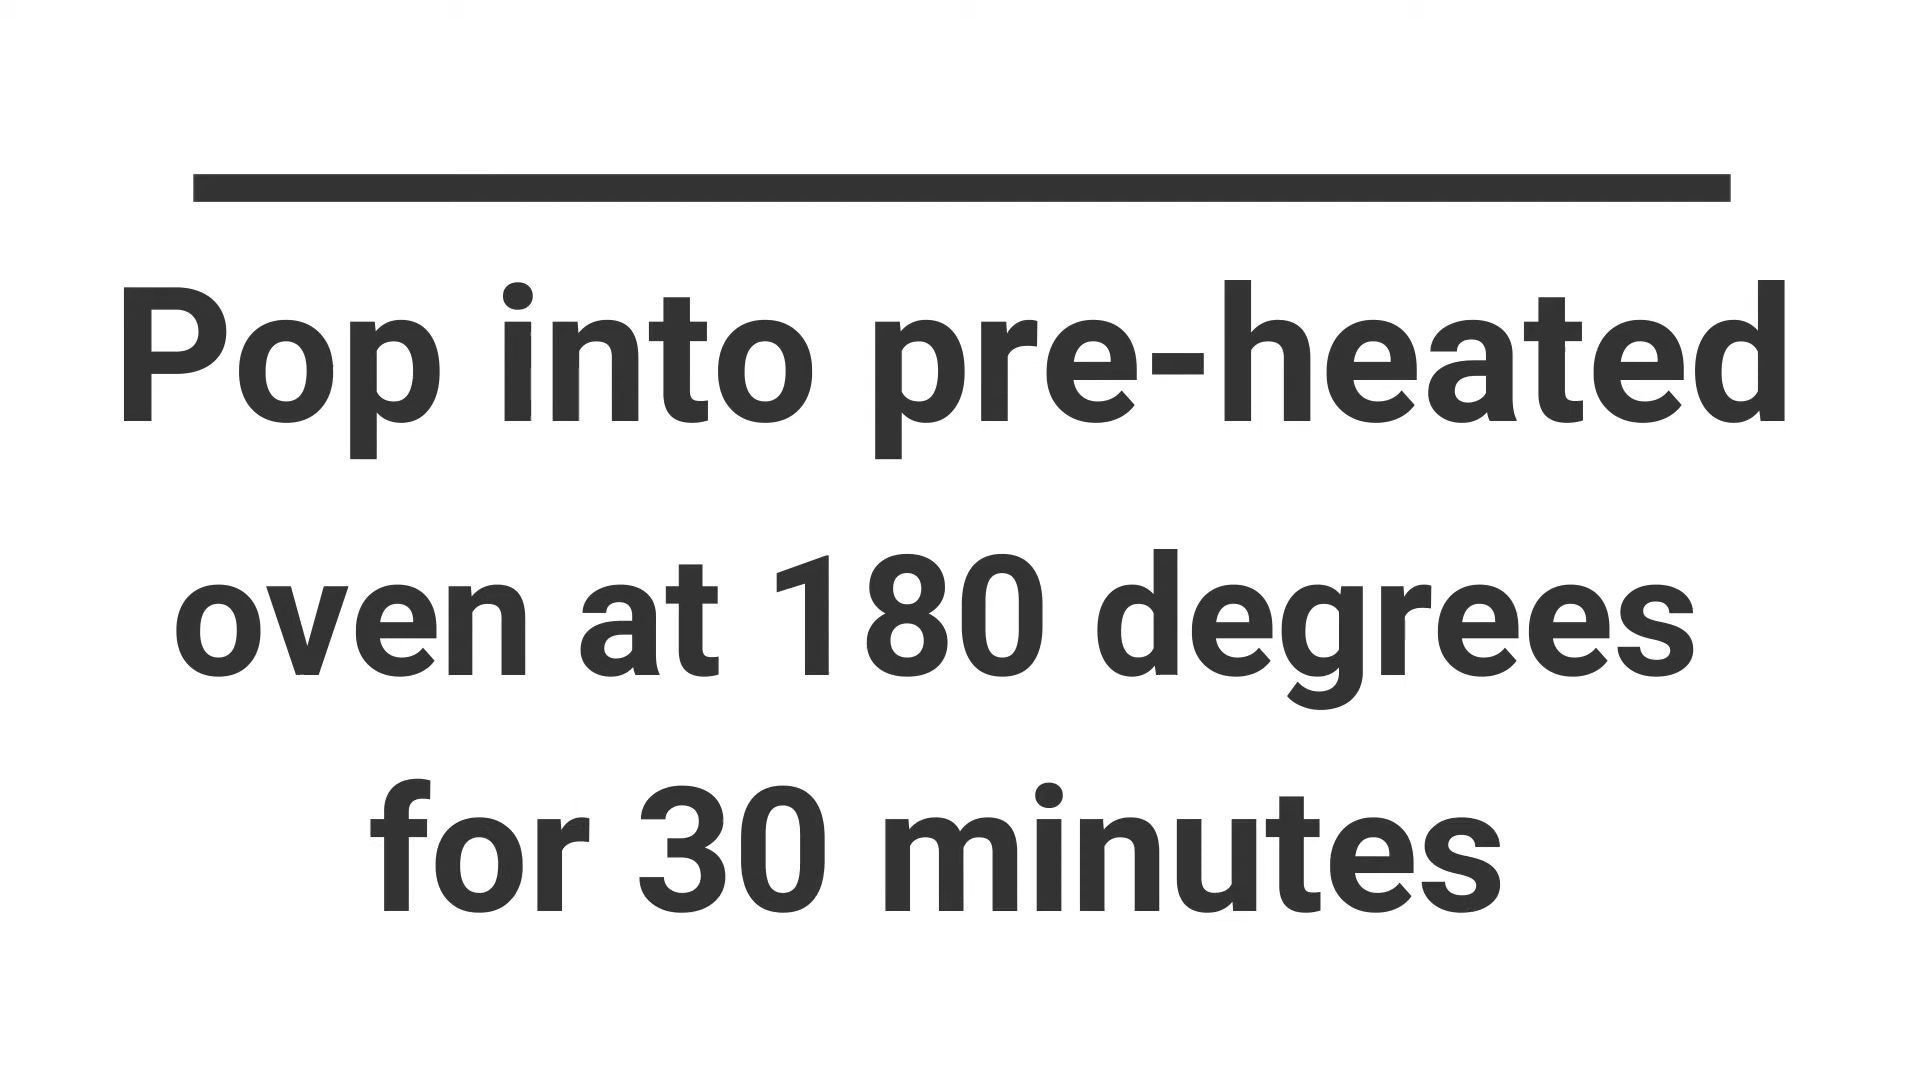 Pop into pre-heated
oven at 180 degrees
for 30 minutes